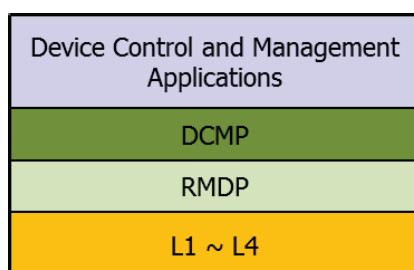 Device Control and Management
Applications
DCMP
RMDP
L1 ~ L4